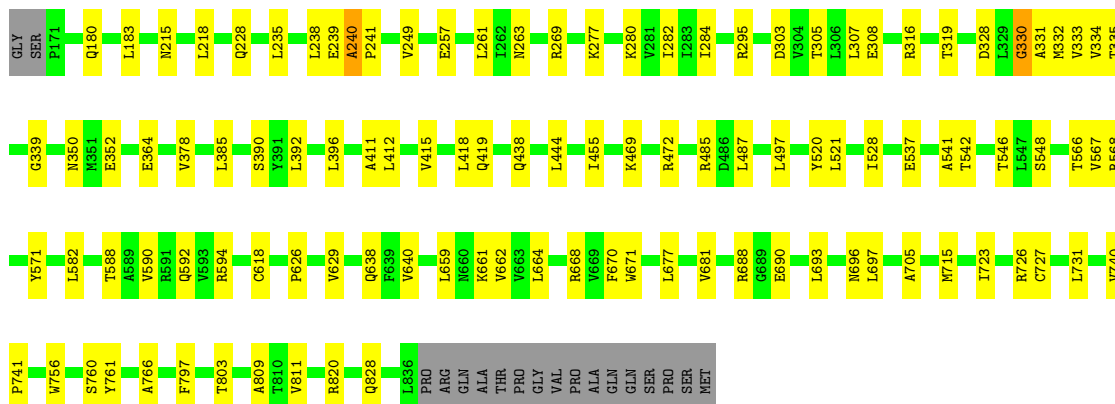 GLY SER P171 Q180 L183 N215 L218 Q228 L235 L238 E239 A240 P241 V249 E257 L261 I262 N263 R269 K277 K280 V281 I282 I283 I284 R295 D303 V304 T305 L306 L307 E308 R316 T319 D328 L329 G330 A331 M332 V333 V334
G339 N350 M351 E352 E364 V378 L385 S390 Y391 L392 L396 A411 L412 V415 L418 Q419 Q438 L444 I455 K469 R472 R485 D486 L487 L497 Y520 L521 I528 E537 A541 T542 T546 L547 S548 T566 V567
Y571 L582 T588 A589 V590 R591 Q592 V593 R594 C618 P626 V629 Q638 F639 V640 L659 N660 K661 V662 V663 L664 R668 V669 F670 W671 L677 V681 R688 G689 E690 L693 N696 L697 A705 M715 I723 R726 C727 L731
P741 W756 S760 Y761 A766 F797 T803 A809 T810 V811 R820 Q828 L836 PRO ARG GLN ALA THR PRO GLY VAL PRO ALA GLN GLN SER PRO SER MET